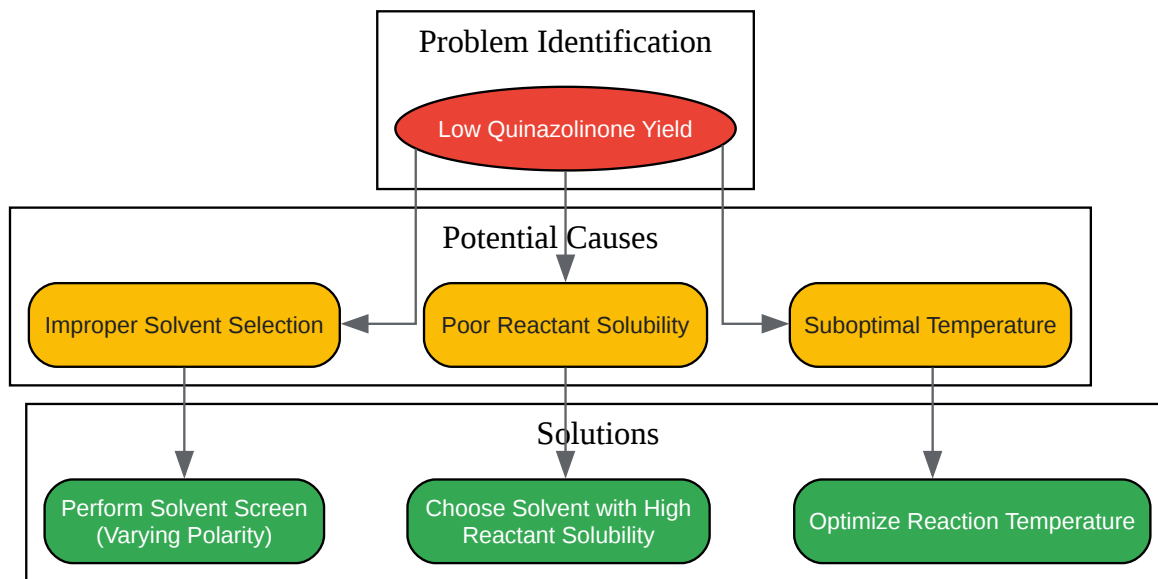 Problem Identification
Low Quinazolinone Yield
Potential Causes
Improper Solvent Selection
Poor Reactant Solubility
Suboptimal Temperature
Solutions
Perform Solvent Screen
(Varying Polarity)
Choose Solvent with High
Reactant Solubility
Optimize Reaction Temperature